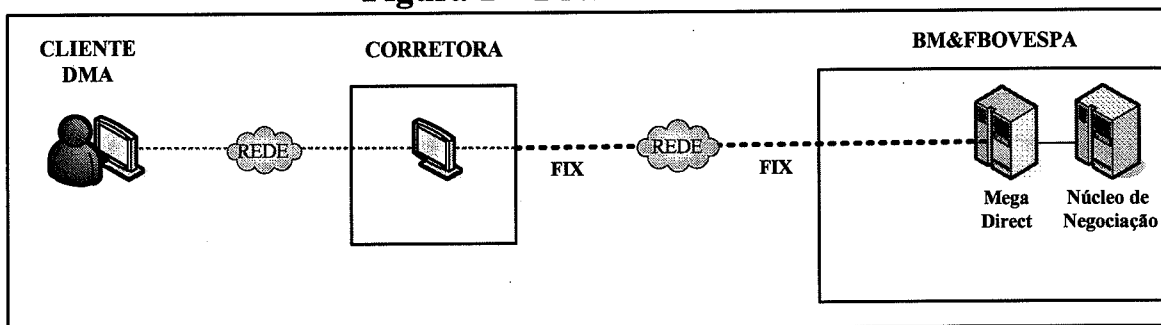 CLIENTE
DMA
CORRETORA
BM&FBOVESPA
REDE
FIX
REDE
FIX
Mega
Direct
Núcleo de
Negociação